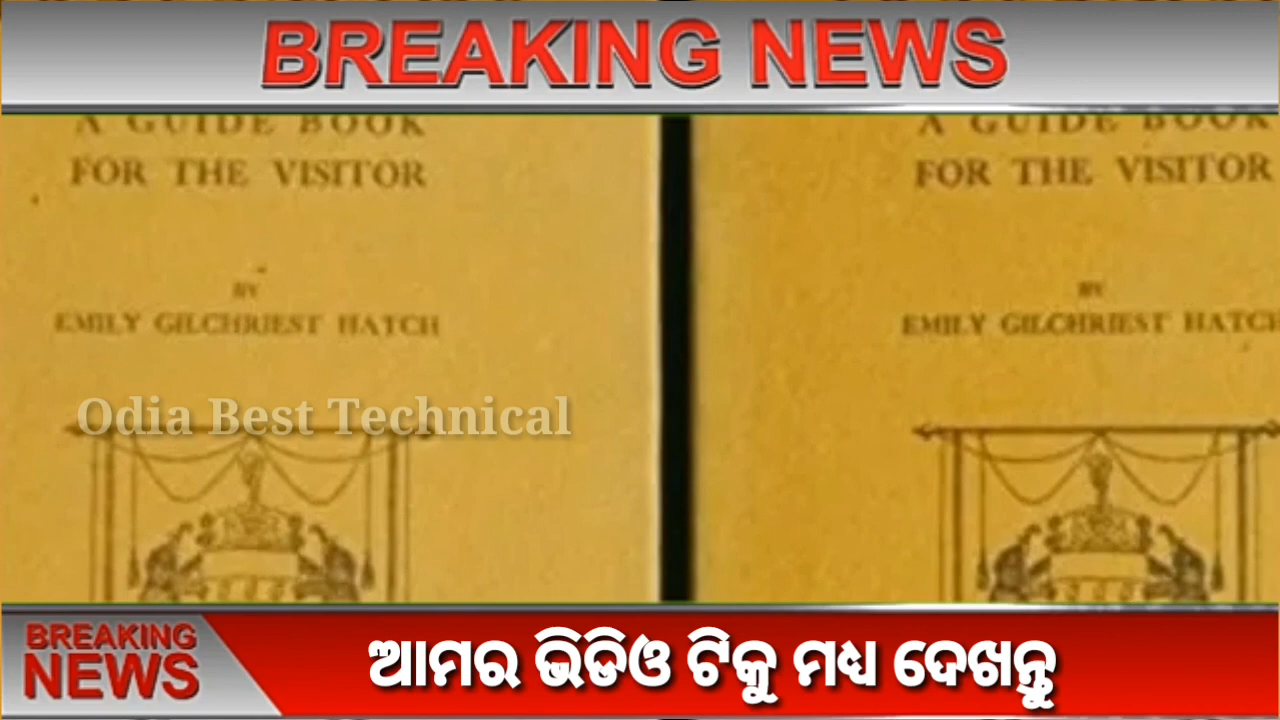 BREAKING NEWS
A GUIDE BOOK
FOR THE VISITOR
BY
EMILY GILCHRIEST HATCH
A GUIDE BOOK
FOR THE VISITOR
BY
EMILY GILCHRIEST HATCH
Odia Best Technical
BREAKING
NEWS
ଆମର ଭିଡିଓ ଟିକୁ ମଧ୍ୟ ଦେଖନ୍ତୁ